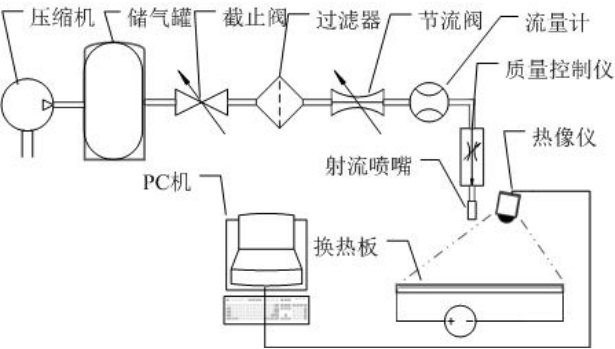 压缩机 储气罐 截止阀 过滤器 节流阀 流量计
质量控制仪
热像仪
射流喷嘴
PC机
换热板
+ -